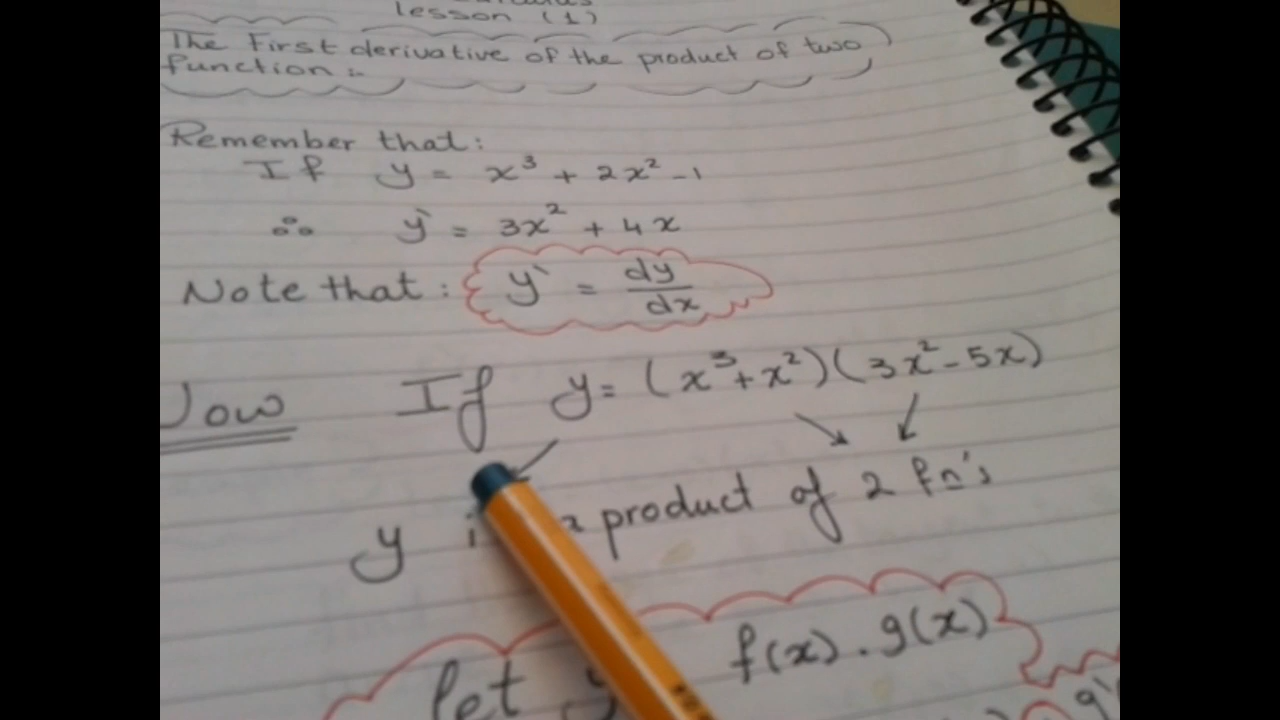 lesson (1)
The First derivative of the product of two
function :-
Remember that :
If y = x³ + 2x² - 1
∴ y` = 3x² + 4x
Note that : y` = dy/dx
If y = (x³+x²)(3x²-5x)
y product of 2 fn's
let f(x) . g(x)